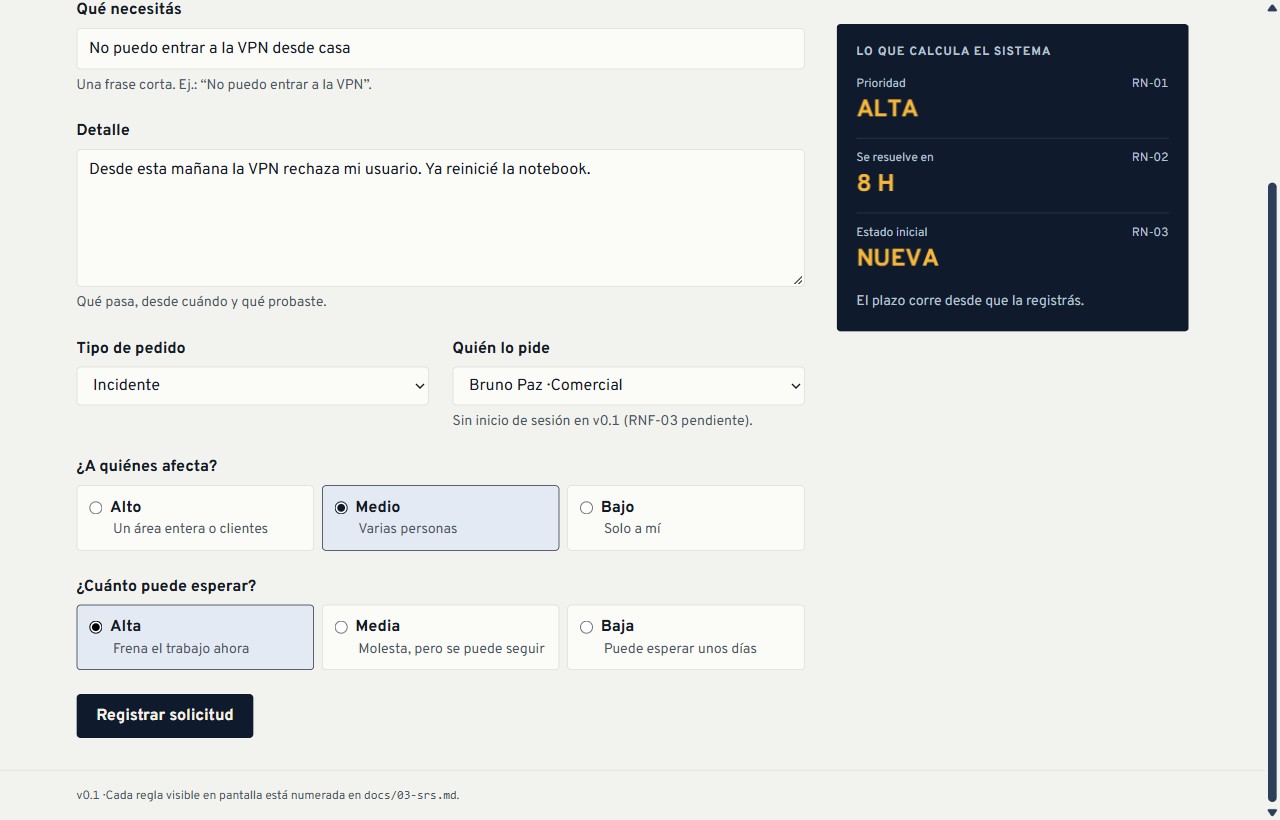 Qué necesitás
No puedo entrar a la VPN desde casa
Una frase corta. Ej.: “No puedo entrar a la VPN”.
Detalle
Desde esta mañana la VPN rechaza mi usuario. Ya reinicié la notebook.
Qué pasa, desde cuándo y qué probaste.
Tipo de pedido
Incidente
Quién lo pide
Bruno Paz ·Comercial
Sin inicio de sesión en v0.1 (RNF-03 pendiente).
¿A quiénes afecta?
Alto
Un área entera o clientes
Medio
Varias personas
Bajo
Solo a mí
¿Cuánto puede esperar?
Alta
Frena el trabajo ahora
Media
Molesta, pero se puede seguir
Baja
Puede esperar unos días
Registrar solicitud
LO QUE CALCULA EL SISTEMA
Prioridad RN-01
ALTA
Se resuelve en RN-02
8 H
Estado inicial RN-03
NUEVA
El plazo corre desde que la registrás.
v0.1 ·Cada regla visible en pantalla está numerada en docs/03-srs.md.